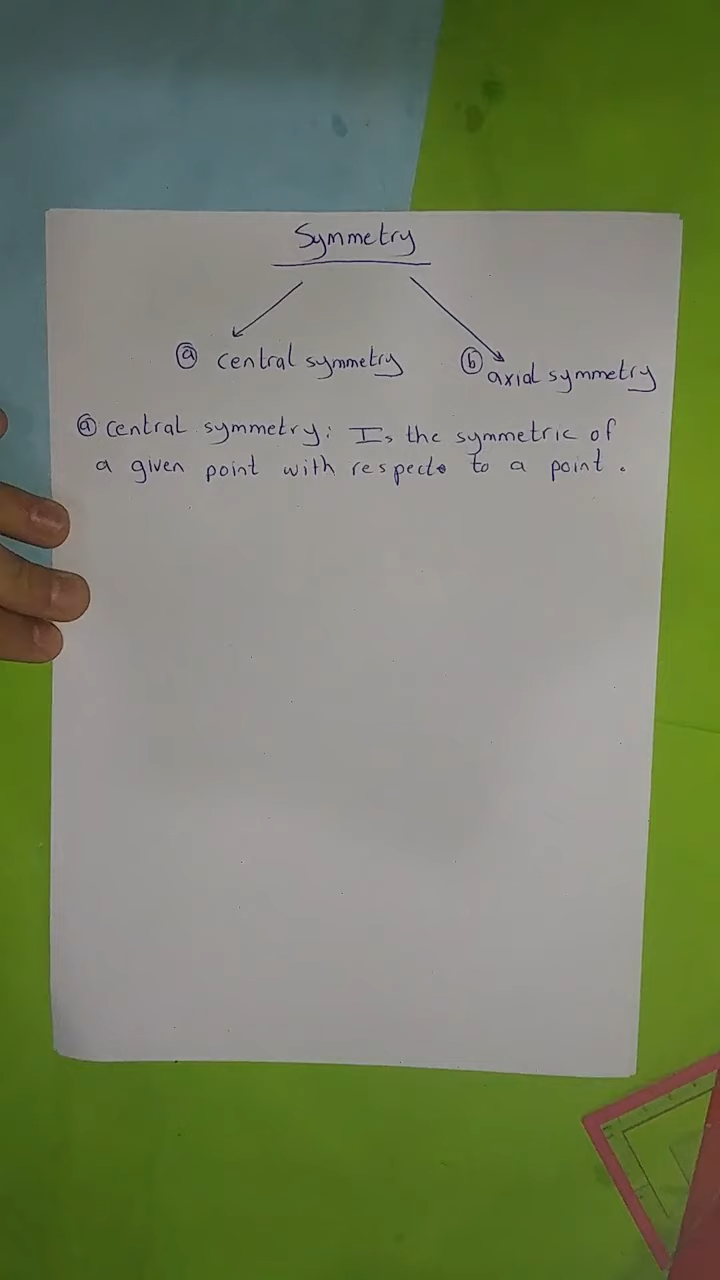 Symmetry
ⓐ central symmetry
ⓑ axial symmetry
ⓐ central symmetry: Is the symmetric of
a given point with respect to a point.